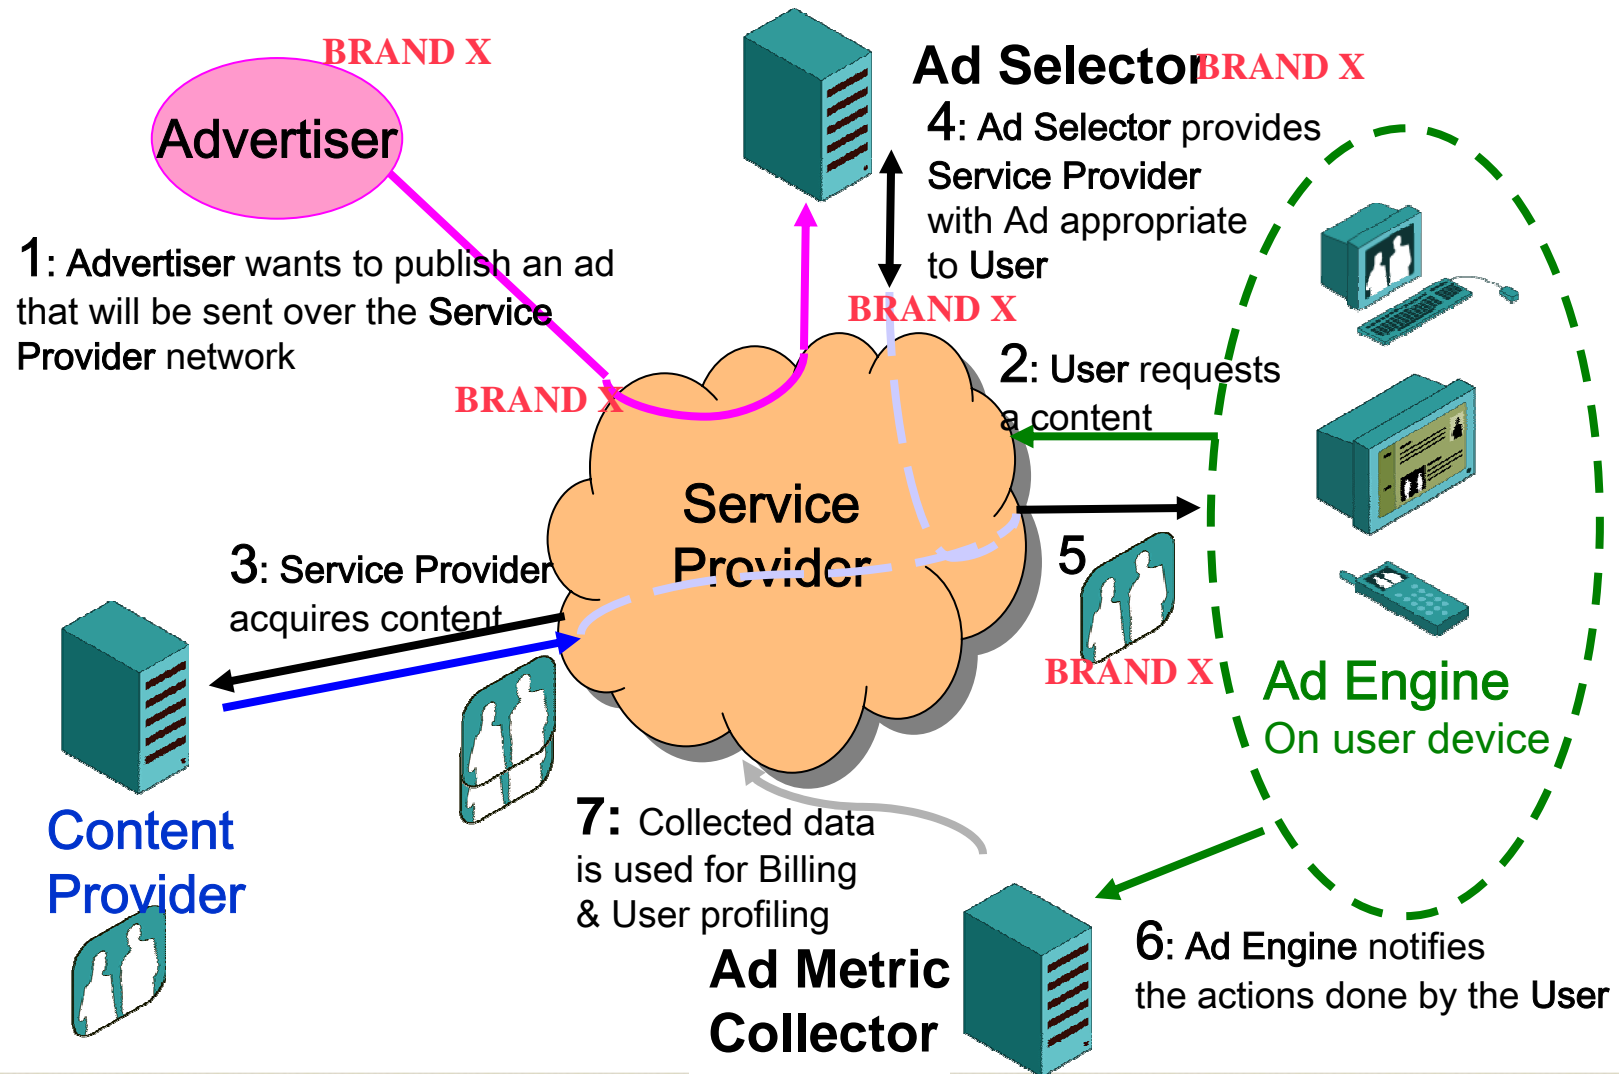 BRAND X
Advertiser
1: Advertiser wants to publish an ad
that will be sent over the Service
Provider network
BRAND X
Ad Selector
BRAND X
4: Ad Selector provides
Service Provider
with Ad appropriate
to User
BRAND X
2: User requests
a content
Service
Provider
3: Service Provider
acquires content
5
BRAND X
Ad Engine
On user device
Content
Provider
7: Collected data
is used for Billing
& User profiling
Ad Metric
Collector
6: Ad Engine notifies
the actions done by the User